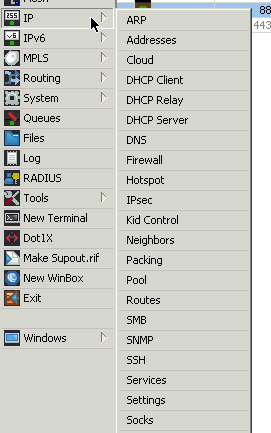 IP
IPv6
MPLS
Routing
System
Queues
Files
Log
RADIUS
Tools
New Terminal
Dot1X
Make Supout.rif
New WinBox
Exit
Windows
ARP
Addresses
Cloud
DHCP Client
DHCP Relay
DHCP Server
DNS
Firewall
Hotspot
IPsec
Kid Control
Neighbors
Packing
Pool
Routes
SMB
SNMP
SSH
Services
Settings
Socks
88
443